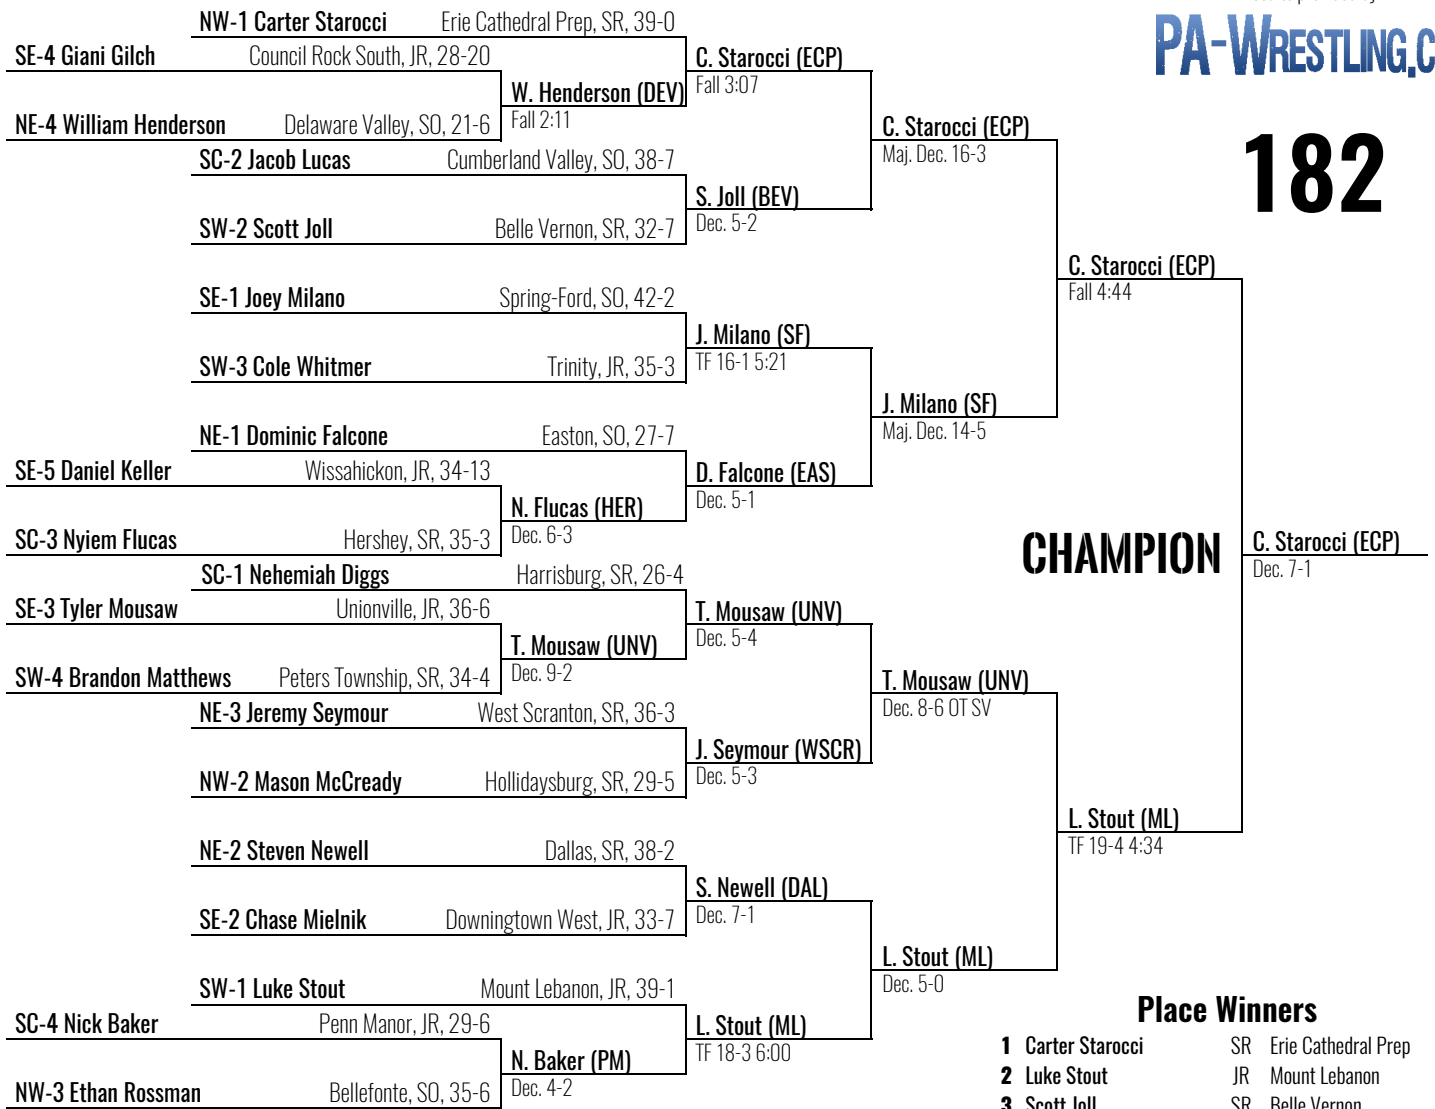 NW-1 Carter Starocci Erie Cathedral Prep, SR, 39-0
SE-4 Giani Gilch Council Rock South, JR, 28-20
C. Starocci (ECP)
Fall 3:07
W. Henderson (DEV)
Fall 2:11
NE-4 William Henderson Delaware Valley, SO, 21-6
C. Starocci (ECP)
Maj. Dec. 16-3
SC-2 Jacob Lucas Cumberland Valley, SO, 38-7
S. Joll (BEV)
Dec. 5-2
SW-2 Scott Joll Belle Vernon, SR, 32-7
PA-WRESTLING.C
182
C. Starocci (ECP)
Fall 4:44
SE-1 Joey Milano Spring-Ford, SO, 42-2
J. Milano (SF)
TF 16-1 5:21
SW-3 Cole Whitmer Trinity, JR, 35-3
J. Milano (SF)
Maj. Dec. 14-5
NE-1 Dominic Falcone Easton, SO, 27-7
SE-5 Daniel Keller Wissahickon, JR, 34-13
D. Falcone (EAS)
Dec. 5-1
N. Flucas (HER)
Dec. 6-3
SC-3 Nyiem Flucas Hershey, SR, 35-3
CHAMPION
C. Starocci (ECP)
Dec. 7-1
SC-1 Nehemiah Diggs Harrisburg, SR, 26-4
SE-3 Tyler Mousaw Unionville, JR, 36-6
T. Mousaw (UNV)
Dec. 5-4
T. Mousaw (UNV)
Dec. 9-2
SW-4 Brandon Matthews Peters Township, SR, 34-4
T. Mousaw (UNV)
Dec. 8-6 OT SV
NE-3 Jeremy Seymour West Scranton, SR, 36-3
J. Seymour (WSCR)
Dec. 5-3
NW-2 Mason McCready Hollidaysburg, SR, 29-5
L. Stout (ML)
TF 19-4 4:34
NE-2 Steven Newell Dallas, SR, 38-2
S. Newell (DAL)
Dec. 7-1
SE-2 Chase Mielnik Downingtown West, JR, 33-7
L. Stout (ML)
Dec. 5-0
SW-1 Luke Stout Mount Lebanon, JR, 39-1
SC-4 Nick Baker Penn Manor, JR, 29-6
L. Stout (ML)
TF 18-3 6:00
N. Baker (PM)
Dec. 4-2
NW-3 Ethan Rossman Bellefonte, SO, 35-6
Place Winners
1 Carter Starocci SR Erie Cathedral Prep
2 Luke Stout JR Mount Lebanon
3 Scott Joll SR Belle Vernon